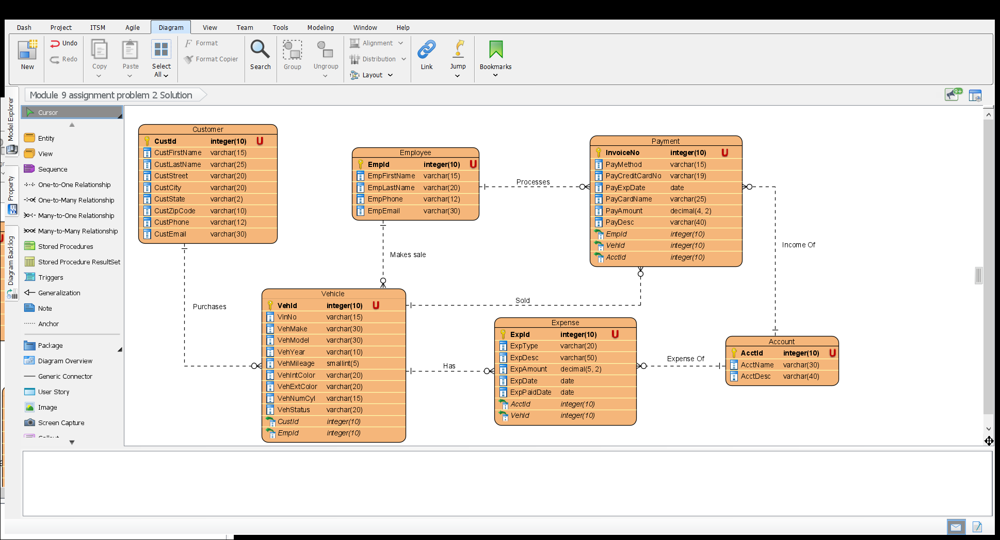 Dash Project ITSM Agile Diagram View Team Tools Modeling Window Help
New
Undo
Redo
Copy
Paste
Select
All
Format
Format Copier
Search
Group
Ungroup
Alignment
Distribution
Layout
Link
Jump
Bookmarks
Module 9 assignment problem 2 Solution
9+
Model Explorer
Property
Diagram Backlog
Cursor
Entity
View
Sequence
One-to-One Relationship
One-to-Many Relationship
Many-to-One Relationship
Many-to-Many Relationship
Stored Procedures
Stored Procedure ResultSet
Triggers
Generalization
Note
Anchor
Package
Diagram Overview
Generic Connector
User Story
Image
Screen Capture
Customer
CustId integer(10) U
CustFirstName varchar(15)
CustLastName varchar(25)
CustStreet varchar(20)
CustCity varchar(20)
CustState varchar(2)
CustZipCode varchar(10)
CustPhone varchar(12)
CustEmail varchar(30)
Employee
EmpId integer(10) U
EmpFirstName varchar(15)
EmpLastName varchar(20)
EmpPhone varchar(12)
EmpEmail varchar(30)
Processes
Payment
InvoiceNo integer(10) U
PayMethod varchar(15)
PayCreditCardNo varchar(19)
PayExpDate date
PayCardName varchar(25)
PayAmount decimal(4, 2)
PayDesc varchar(40)
EmpId integer(10)
VehId integer(10)
AcctId integer(10)
Income Of
Makes sale
Purchases
Sold
Vehicle
VehId integer(10) U
VinNo varchar(15)
VehMake varchar(30)
VehModel varchar(30)
VehYear varchar(10)
VehMileage smallint(5)
VehIntColor varchar(20)
VehExtColor varchar(20)
VehNumCyl varchar(15)
VehStatus varchar(20)
CustId integer(10)
EmpId integer(10)
Has
Expense
ExpId integer(10) U
ExpType varchar(20)
ExpDesc varchar(50)
ExpAmount decimal(5, 2)
ExpDate date
ExpPaidDate date
AcctId integer(10)
VehId integer(10)
Expense Of
Account
AcctId integer(10) U
AcctName varchar(30)
AcctDesc varchar(40)